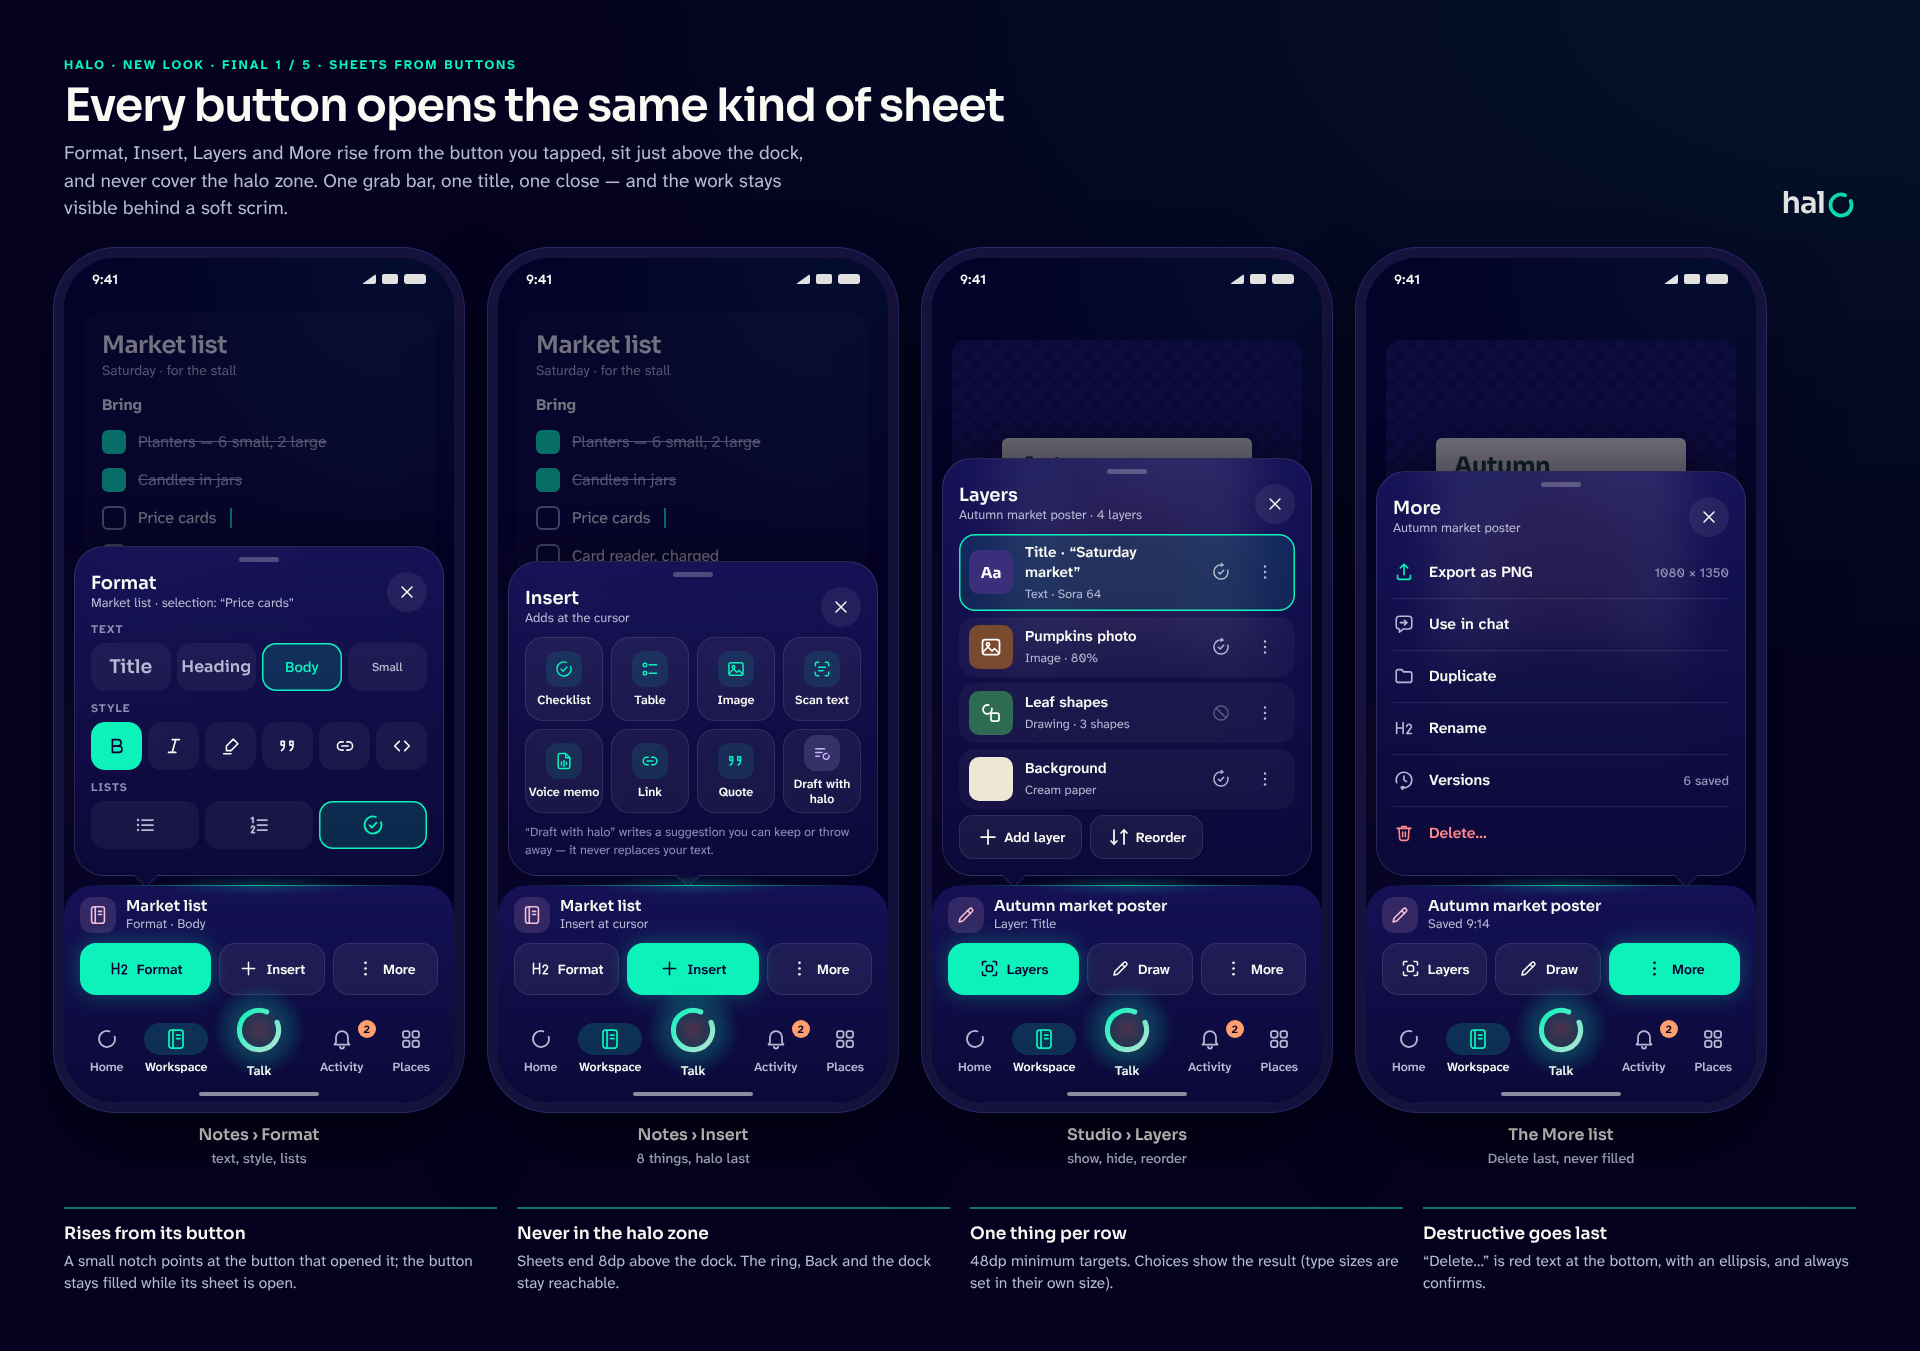 HALO · NEW LOOK · FINAL 1 / 5 · SHEETS FROM BUTTONS
Every button opens the same kind of sheet
Format, Insert, Layers and More rise from the button you tapped, sit just above the dock,
and never cover the halo zone. One grab bar, one title, one close — and the work stays
visible behind a soft scrim.
halo
9:41
Market list
Saturday · for the stall
Bring
Planters — 6 small, 2 large
Candles in jars
Price cards
Format
Market list · selection: “Price cards”
TEXT
Title
Heading
Body
Small
STYLE
B
I
LISTS
Market list
Format · Body
H2 Format
Insert
More
Home
Workspace
Talk
2
Activity
Places
Notes › Format
text, style, lists
9:41
Market list
Saturday · for the stall
Bring
Planters — 6 small, 2 large
Candles in jars
Price cards
Card reader, charged
Insert
Adds at the cursor
Checklist
Table
Image
Scan text
Voice memo
Link
Quote
Draft with
halo
“Draft with halo” writes a suggestion you can keep or throw
away — it never replaces your text.
Market list
Insert at cursor
H2 Format
Insert
More
Home
Workspace
Talk
2
Activity
Places
Notes › Insert
8 things, halo last
9:41
Layers
Autumn market poster · 4 layers
Aa
Title · “Saturday
market”
Text · Sora 64
Pumpkins photo
Image · 80%
Leaf shapes
Drawing · 3 shapes
Background
Cream paper
Add layer
Reorder
Autumn market poster
Layer: Title
Layers
Draw
More
Home
Workspace
Talk
2
Activity
Places
Studio › Layers
show, hide, reorder
9:41
Autumn
More
Autumn market poster
Export as PNG
1080 × 1350
Use in chat
Duplicate
H2 Rename
Versions
6 saved
Delete...
Autumn market poster
Saved 9:14
Layers
Draw
More
Home
Workspace
Talk
2
Activity
Places
The More list
Delete last, never filled
Rises from its button
A small notch points at the button that opened it; the button
stays filled while its sheet is open.
Never in the halo zone
Sheets end 8dp above the dock. The ring, Back and the dock
stay reachable.
One thing per row
48dp minimum targets. Choices show the result (type sizes are
set in their own size).
Destructive goes last
“Delete…” is red text at the bottom, with an ellipsis, and always
confirms.